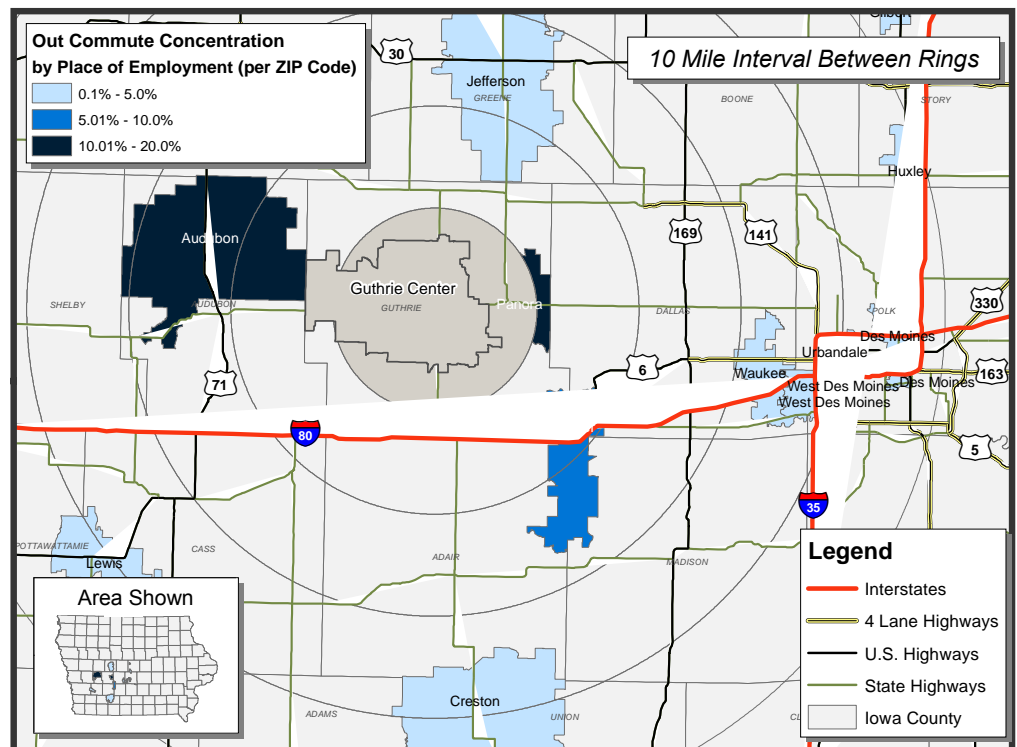 Out Commute Concentration
by Place of Employment (per ZIP Code)
0.1% - 5.0%
5.01% - 10.0%
10.01% - 20.0%
10 Mile Interval Between Rings
Gilbert
30
Jefferson
GREENE
BOONE
STORY
Huxley
169
141
Audubon
Guthrie Center
GUTHRIE
Panora
SHELBY
AUDUBON
DALLAS
POLK
330
Des Moines
Urbandale
6
Waukee
163
71
West Des Moines
Des Moines
West Des Moines
80
5
35
POTTAWATTAMIE
CASS
Lewis
ADAIR
MADISON
Creston
ADAMS
UNION
CL
Area Shown
Legend
Interstates
4 Lane Highways
U.S. Highways
State Highways
Iowa County